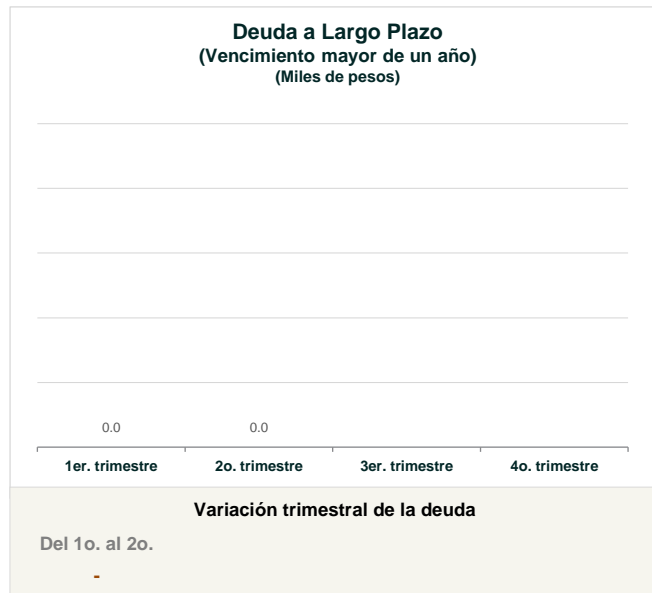 Deuda a Largo Plazo
(Vencimiento mayor de un año)
(Miles de pesos)
0.0 0.0
1er. trimestre 2o. trimestre 3er. trimestre 4o. trimestre
Variación trimestral de la deuda
Del 1o. al 2o.
-